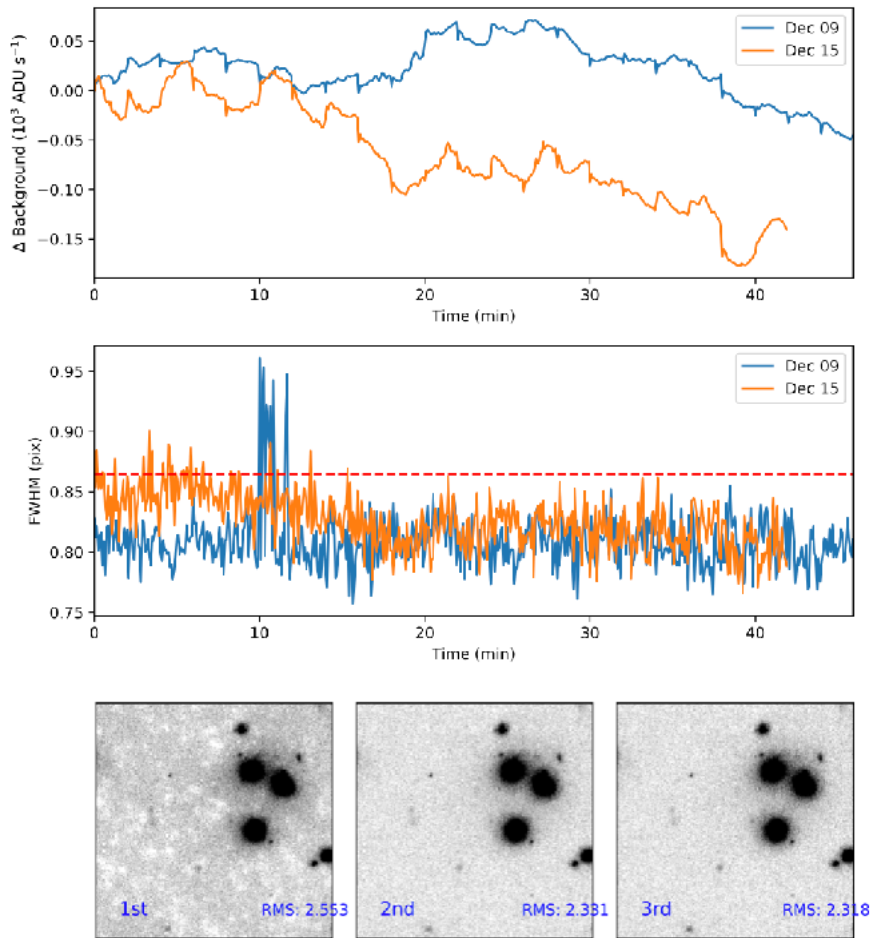 0.05
0.00
−0.05
−0.10
−0.15
Δ Background (10³ ADU s⁻¹)
Dec 09
Dec 15
0
10
20
30
40
Time (min)
0.95
0.90
0.85
0.80
0.75
FWHM (pix)
Dec 09
Dec 15
0
10
20
30
40
Time (min)
1st
RMS: 2.553
2nd
RMS: 2.331
3rd
RMS: 2.318